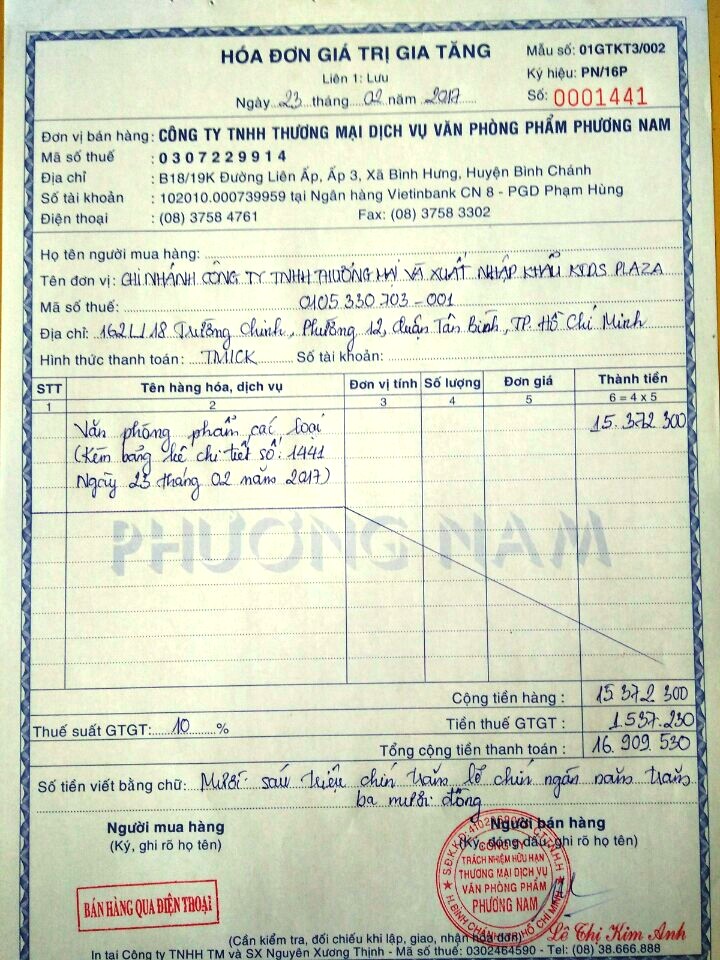 HÓA ĐƠN GIÁ TRỊ GIA TĂNG
Mẫu số: 01GTKT3/002
Liên 1: Lưu
Ký hiệu: PN/16P
Ngày 23 tháng 02 năm 2017
Số: 0001441
Đơn vị bán hàng: CÔNG TY TNHH THƯƠNG MẠI DỊCH VỤ VĂN PHÒNG PHẨM PHƯƠNG NAM
Mã số thuế : 0307229914
Địa chỉ : B18/19K Đường Liên Ấp, Ấp 3, Xã Bình Hưng, Huyện Bình Chánh
Số tài khoản : 102010.000739959 tại Ngân hàng Vietinbank CN 8 - PGD Phạm Hùng
Điện thoại : (08) 3758 4761 Fax: (08) 3758 3302
Họ tên người mua hàng:
Tên đơn vị: CHI NHÁNH CÔNG TY TNHH THƯƠNG MẠI VÀ XUẤT NHẬP KHẨU KIDS PLAZA
Mã số thuế: 0105330703-001
Địa chỉ: 162L/18 Trường Chinh, Phường 12, Quận Tân Bình, TP. Hồ Chí Minh
Hình thức thanh toán: TM/CK Số tài khoản:
STT Tên hàng hóa, dịch vụ Đơn vị tính Số lượng Đơn giá Thành tiền
1 2 3 4 5 6 = 4 x 5
Văn phòng phẩm các loại 15.372.300
(Kèm bảng kê chi tiết số: 1441
Ngày 23 tháng 02 năm 2017)
PHƯƠNG NAM
Cộng tiền hàng : 15.372.300
Thuế suất GTGT: 10 % Tiền thuế GTGT : 1.537.230
Tổng cộng tiền thanh toán : 16.909.530
Số tiền viết bằng chữ: Mười sáu triệu chín trăm lẻ chín ngàn năm trăm
ba mươi đồng
Người mua hàng
(Ký, ghi rõ họ tên)
Người bán hàng
(Ký, đóng dấu, ghi rõ họ tên)
CÔNG TY
TRÁCH NHIỆM HỮU HẠN
THƯƠNG MẠI DỊCH VỤ
VĂN PHÒNG PHẨM
PHƯƠNG NAM
BÁN HÀNG QUA ĐIỆN THOẠI
Lê Thị Kim Anh
(Cần kiểm tra, đối chiếu khi lập, giao, nhận hóa đơn)
In tại Công ty TNHH TM và SX Nguyên Xương Thịnh - Mã số thuế: 0302464590 - Tel: (08) 38.666.888